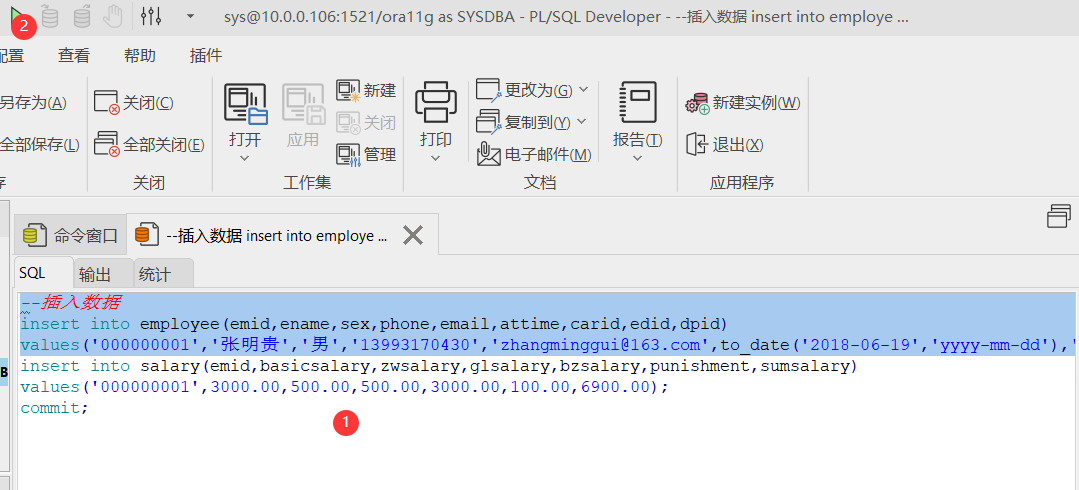 2
sys@10.0.0.106:1521/ora11g as SYSDBA - PL/SQL Developer - --插入数据 insert into employe ...
配置 查看 帮助 插件
另存为(A) 关闭(C) 打开 应用 新建 关闭 管理 打印 更改为(G) 复制到(Y) 电子邮件(M) 报告(T) 新建实例(W) 退出(X)
全部保存(L) 全部关闭(E)
存 关闭 工作集 文档 应用程序
命令窗口 --插入数据 insert into employe ...
SQL 输出 统计
--插入数据
insert into employee(emid,ename,sex,phone,email,attime,carid,edid,dpid)
values('000000001','张明贵','男','13993170430','zhangminggui@163.com',to_date('2018-06-19','yyyy-mm-dd'),'
insert into salary(emid,basicsalary,zwsalary,glsalary,bzsalary,punishment,sumsalary)
values('000000001',3000.00,500.00,500.00,3000.00,100.00,6900.00);
commit;
1
B